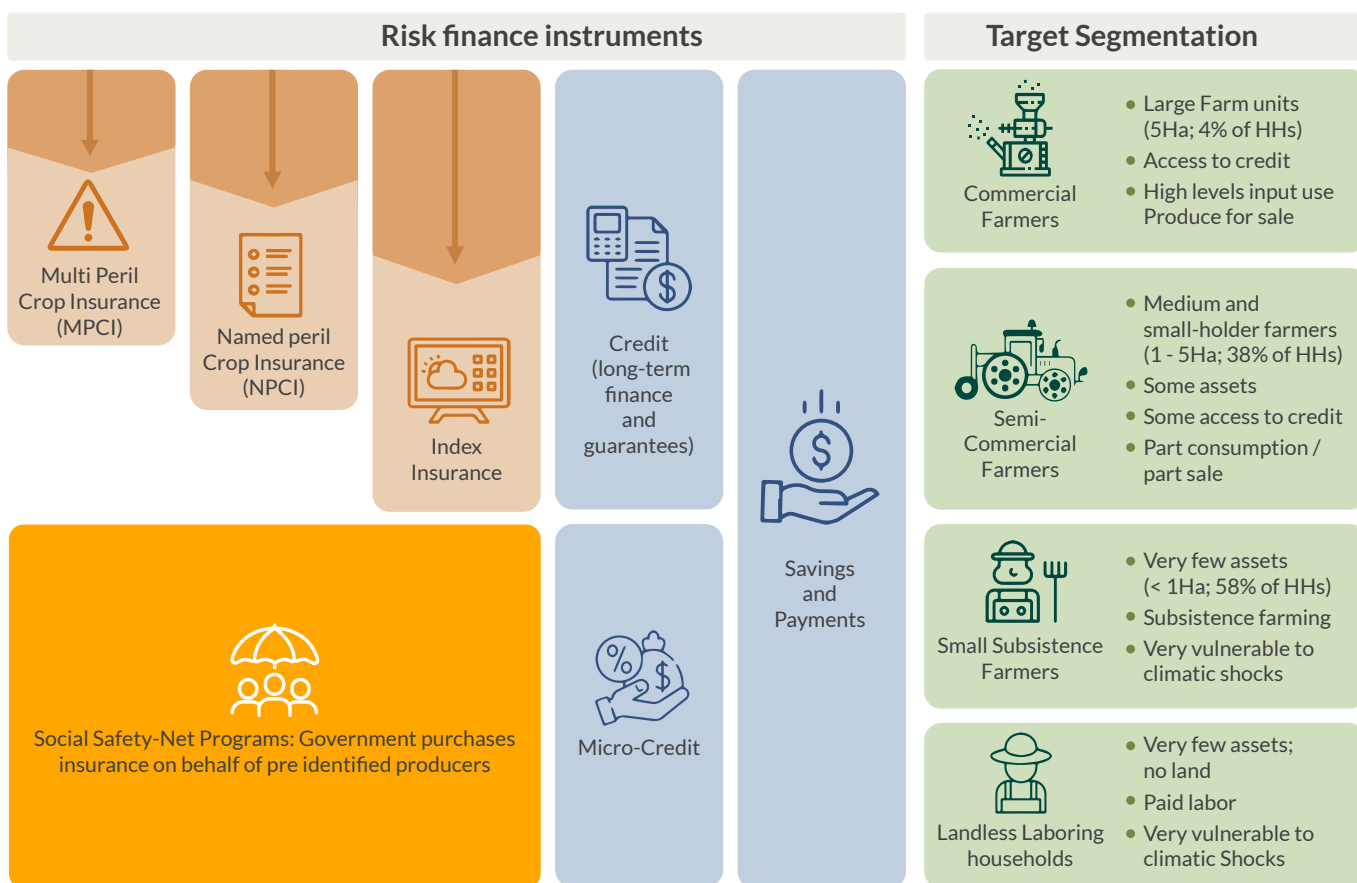 Risk finance instruments
Target Segmentation
Multi Peril
Crop Insurance
(MPCI)
Named peril
Crop Insurance
(NPCI)
Index
Insurance
Credit
(long-term
finance
and
guarantees)
Savings
and
Payments
Social Safety-Net Programs: Government purchases
insurance on behalf of pre identified producers
Micro-Credit
Commercial
Farmers
• Large Farm units
(5Ha; 4% of HHs)
• Access to credit
• High levels input use
Produce for sale
Semi-
Commercial
Farmers
• Medium and
small-holder farmers
(1 - 5Ha; 38% of HHs)
• Some assets
• Some access to credit
• Part consumption /
part sale
Small Subsistence
Farmers
• Very few assets
(< 1Ha; 58% of HHs)
• Subsistence farming
• Very vulnerable to
climatic shocks
Landless Laboring
households
• Very few assets;
no land
• Paid labor
• Very vulnerable to
climatic Shocks